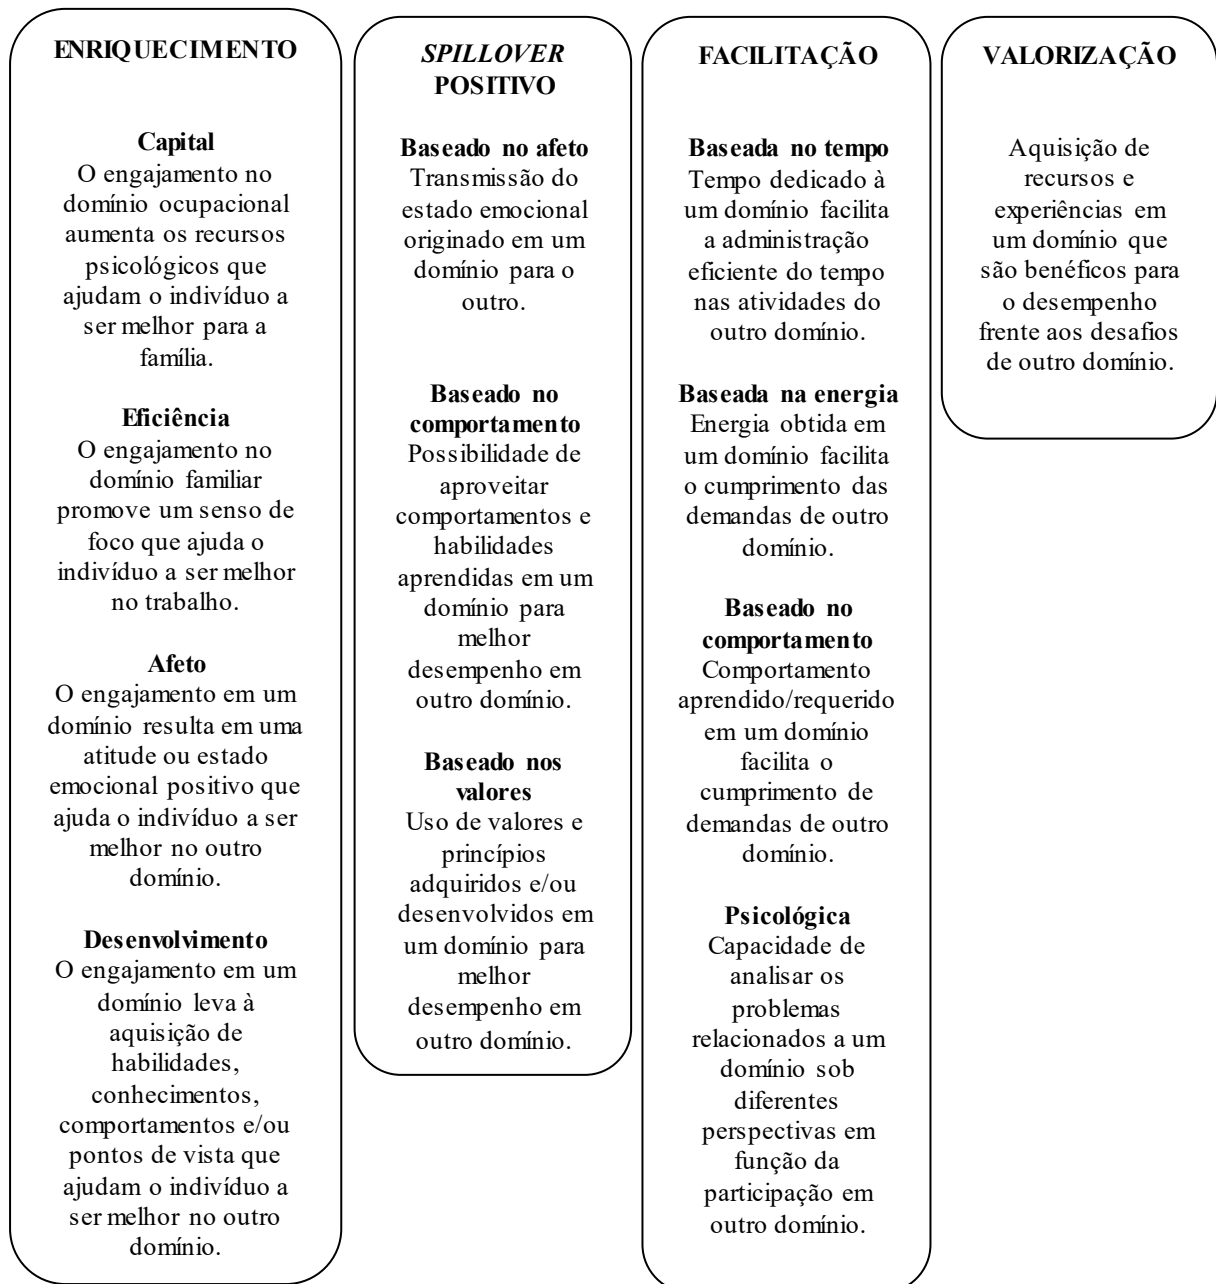 ENRIQUECIMENTO
Capital
O engajamento no
domínio ocupacional
aumenta os recursos
psicológicos que
ajudam o indivíduo a
ser melhor para a
família.
Eficiência
O engajamento no
domínio familiar
promove um senso de
foco que ajuda o
indivíduo a ser melhor
no trabalho.
Afeto
O engajamento em um
domínio resulta em uma
atitude ou estado
emocional positivo que
ajuda o indivíduo a ser
melhor no outro
domínio.
Desenvolvimento
O engajamento em um
domínio leva à
aquisição de
habilidades,
conhecimentos,
comportamentos e/ou
pontos de vista que
ajudam o indivíduo a
ser melhor no outro
domínio.
SPILLOVER
POSITIVO
Baseado no afeto
Transmissão do
estado emocional
originado em um
domínio para o
outro.
Baseado no
comportamento
Possibilidade de
aproveitar
comportamentos e
habilidades
aprendidas em um
domínio para
melhor
desempenho em
outro domínio.
Baseado nos
valores
Uso de valores e
princípios
adquiridos e/ou
desenvolvidos em
um domínio para
melhor
desempenho em
outro domínio.
FACILITAÇÃO
Baseada no tempo
Tempo dedicado à
um domínio facilita
a administração
eficiente do tempo
nas atividades do
outro domínio.
Baseada na energia
Energia obtida em
um domínio facilita
o cumprimento das
demandas de outro
domínio.
Baseado no
comportamento
Comportamento
aprendido/requerido
em um domínio
facilita o
cumprimento de
demandas de outro
domínio.
Psicológica
Capacidade de
analisar os
problemas
relacionados a um
domínio sob
diferentes
perspectivas em
função da
participação em
outro domínio.
VALORIZAÇÃO
Aquisição de
recursos e
experiências em
um domínio que
são benéficos para
o desempenho
frente aos desafios
de outro domínio.